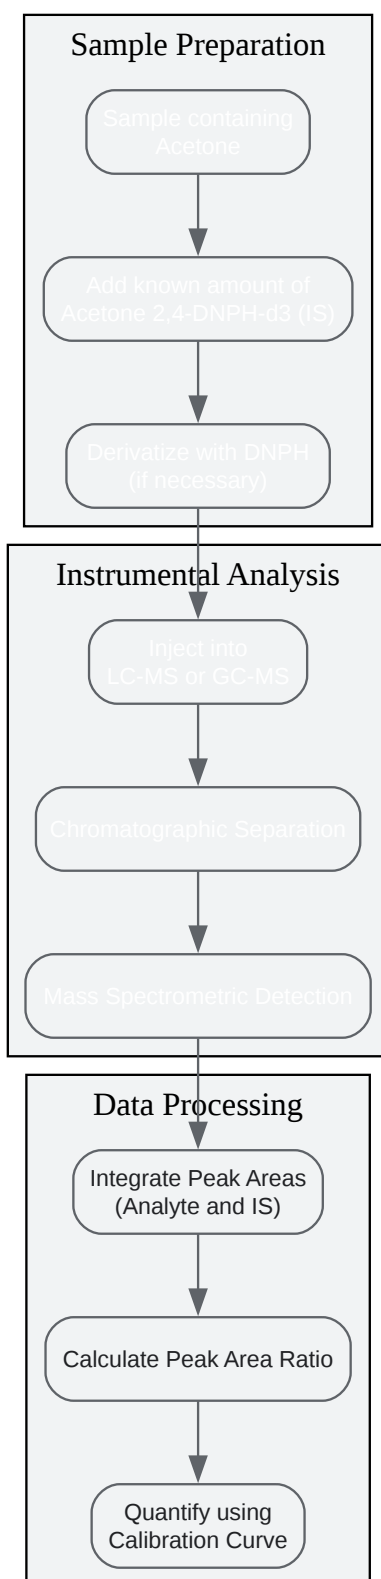 Sample Preparation
Sample containing
Acetone
Add known amount of
Acetone 2,4-DNPH-d3 (IS)
Derivatize with DNPH
(if necessary)
Instrumental Analysis
Inject into
LC-MS or GC-MS
Chromatographic Separation
Mass Spectrometric Detection
Data Processing
Integrate Peak Areas
(Analyte and IS)
Calculate Peak Area Ratio
Quantify using
Calibration Curve